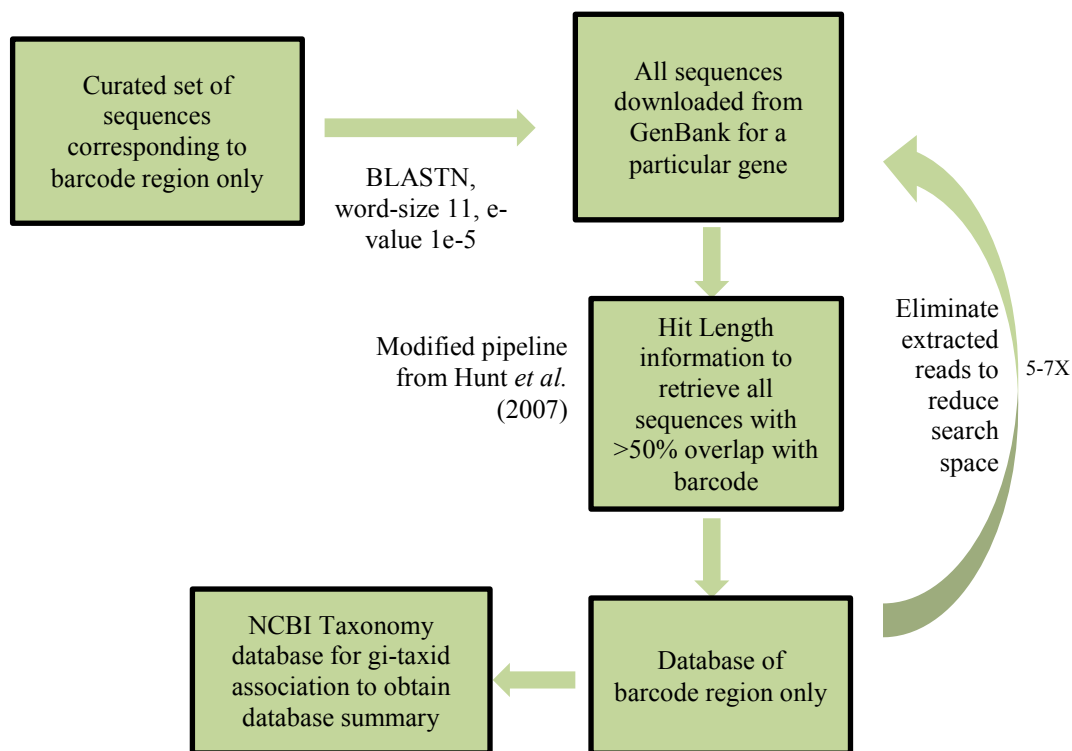 Curated set of
sequences
corresponding to
barcode region only
BLASTN,
word-size 11, e-
value 1e-5
All sequences
downloaded from
GenBank for a
particular gene
Modified pipeline
from Hunt et al.
(2007)
Hit Length
information to
retrieve all
sequences with
>50% overlap with
barcode
Eliminate
extracted
reads to
reduce
search
space
5-7X
NCBI Taxonomy
database for gi-taxid
association to obtain
database summary
Database of
barcode region only